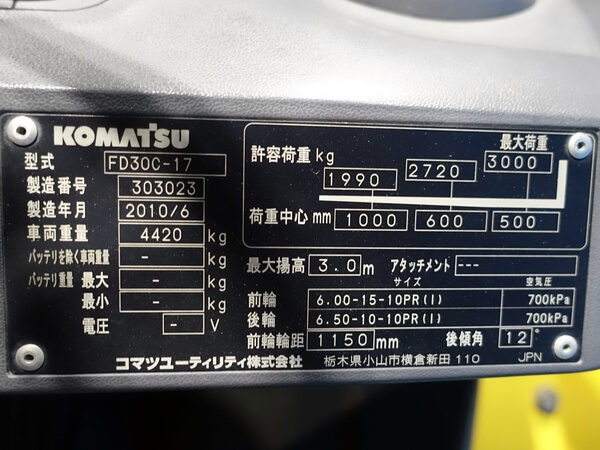 KOMATSU
型式 FD30C-17
製造番号 303023
製造年月 2010/6
車両重量 4420 kg
バッテリを除く車両重量 - kg
バッテリ重量 最大 - kg
最小 - kg
電圧 - V
最大荷重
許容荷重 kg 1990 2720 3000
荷重中心 mm 1000 600 500
最大揚高 3.0 m アタッチメント ---
サイズ 空気圧
前輪 6.00-15-10PR(I) 700kPa
後輪 6.50-10-10PR(I) 700kPa
前輪輪距 1150 mm 後傾角 12°
コマツユーティリティ株式会社 栃木県小山市横倉新田 110 JPN